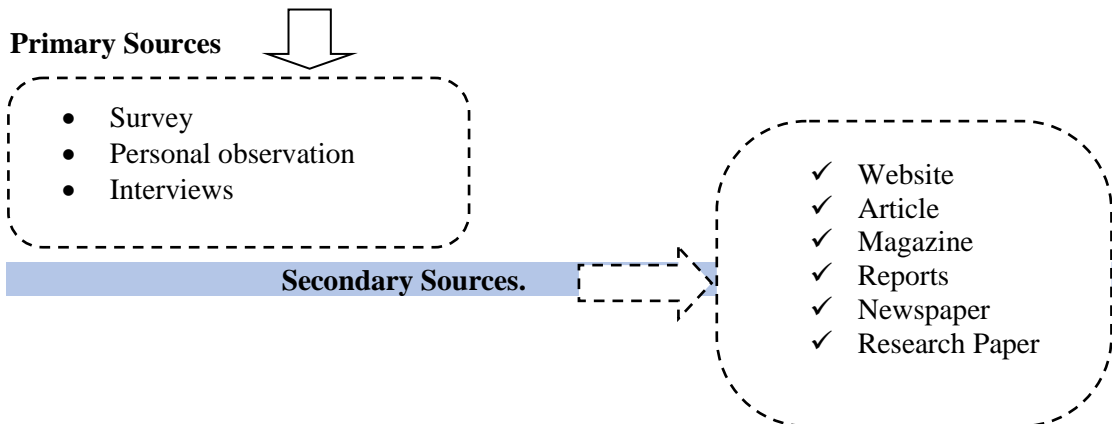 Primary Sources
• Survey
• Personal observation
• Interviews
Secondary Sources.
✓ Website
✓ Article
✓ Magazine
✓ Reports
✓ Newspaper
✓ Research Paper